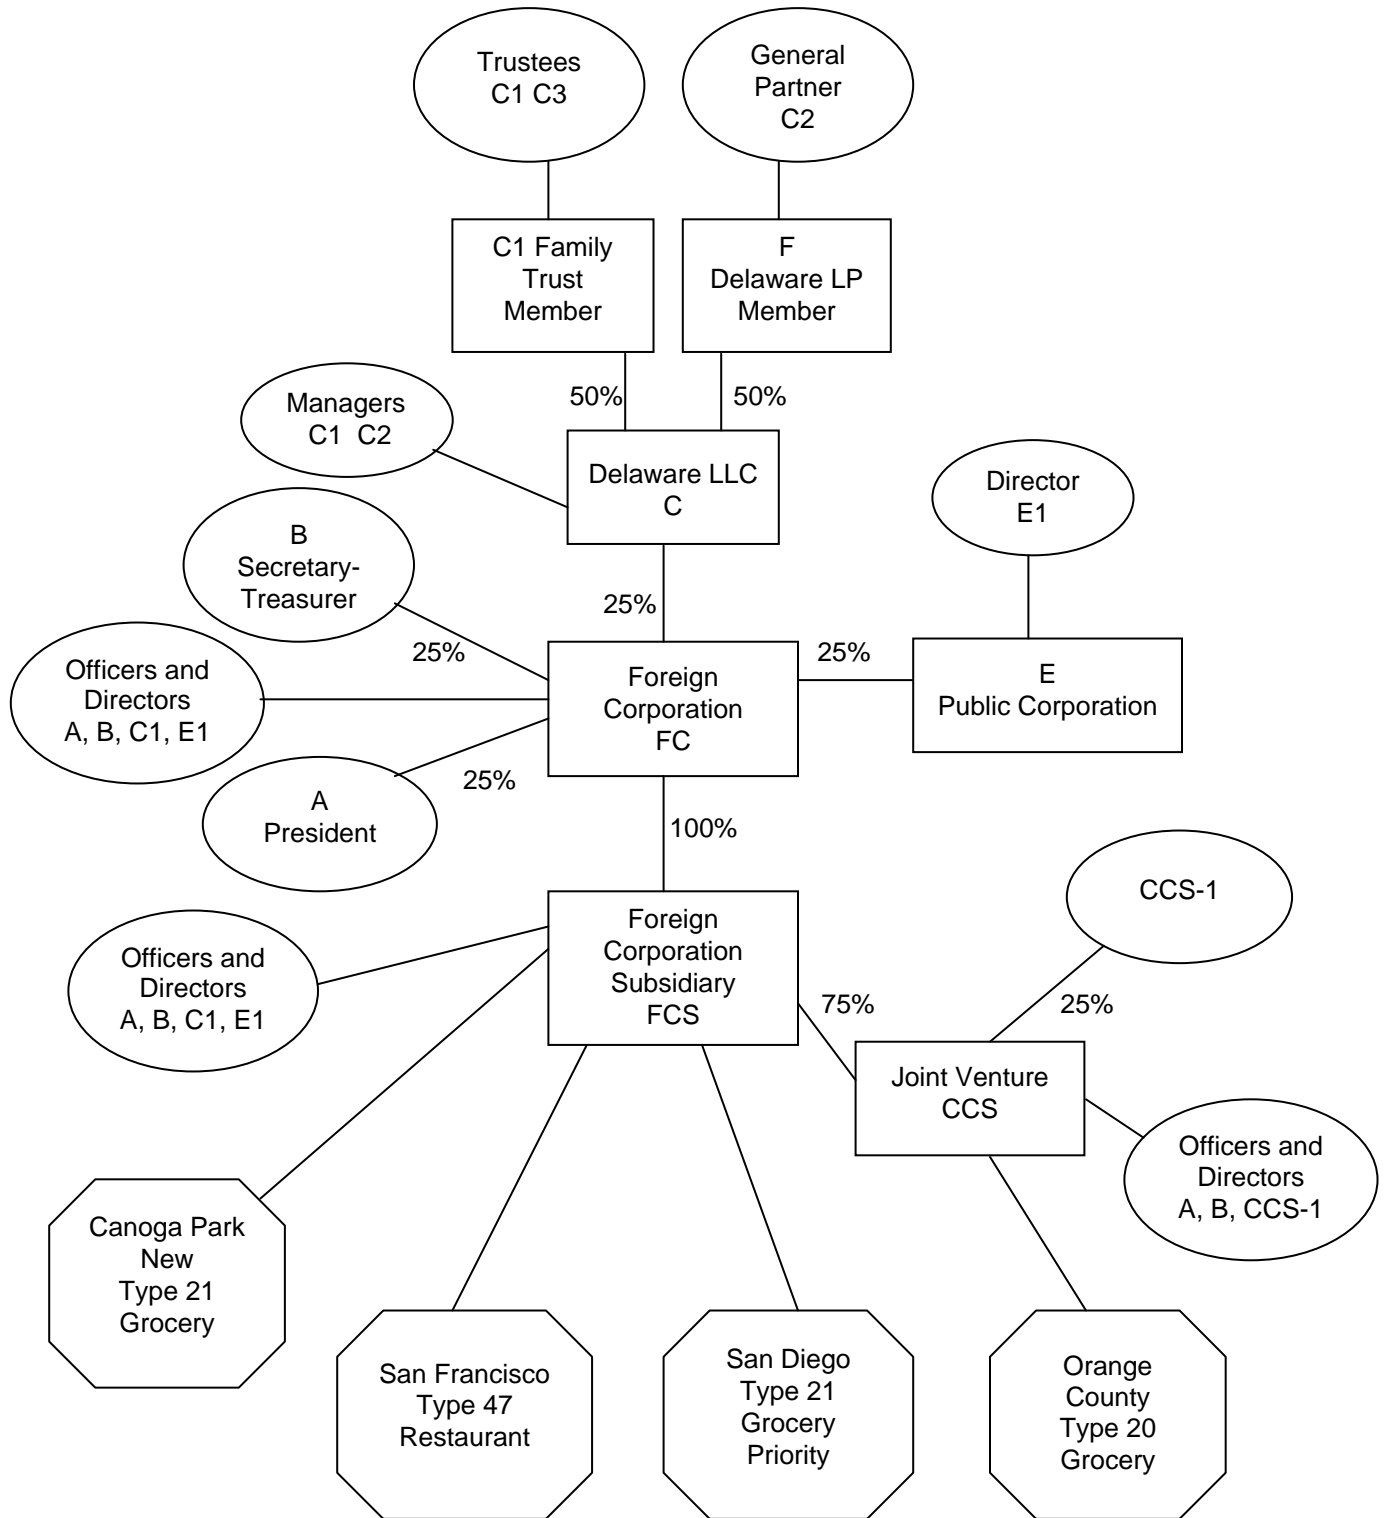 Trustees
C1 C3
General
Partner
C2
C1 Family
Trust
Member
F
Delaware LP
Member
50%
50%
Managers
C1  C2
Delaware LLC
C
Director
E1
B
Secretary-
Treasurer
25%
25%
25%
Officers and
Directors
A, B, C1, E1
Foreign
Corporation
FC
E
Public Corporation
25%
A
President
100%
CCS-1
Officers and
Directors
A, B, C1, E1
Foreign
Corporation
Subsidiary
FCS
75%
25%
Joint Venture
CCS
Officers and
Directors
A, B, CCS-1
Canoga Park
New
Type 21
Grocery
San Francisco
Type 47
Restaurant
San Diego
Type 21
Grocery
Priority
Orange
County
Type 20
Grocery